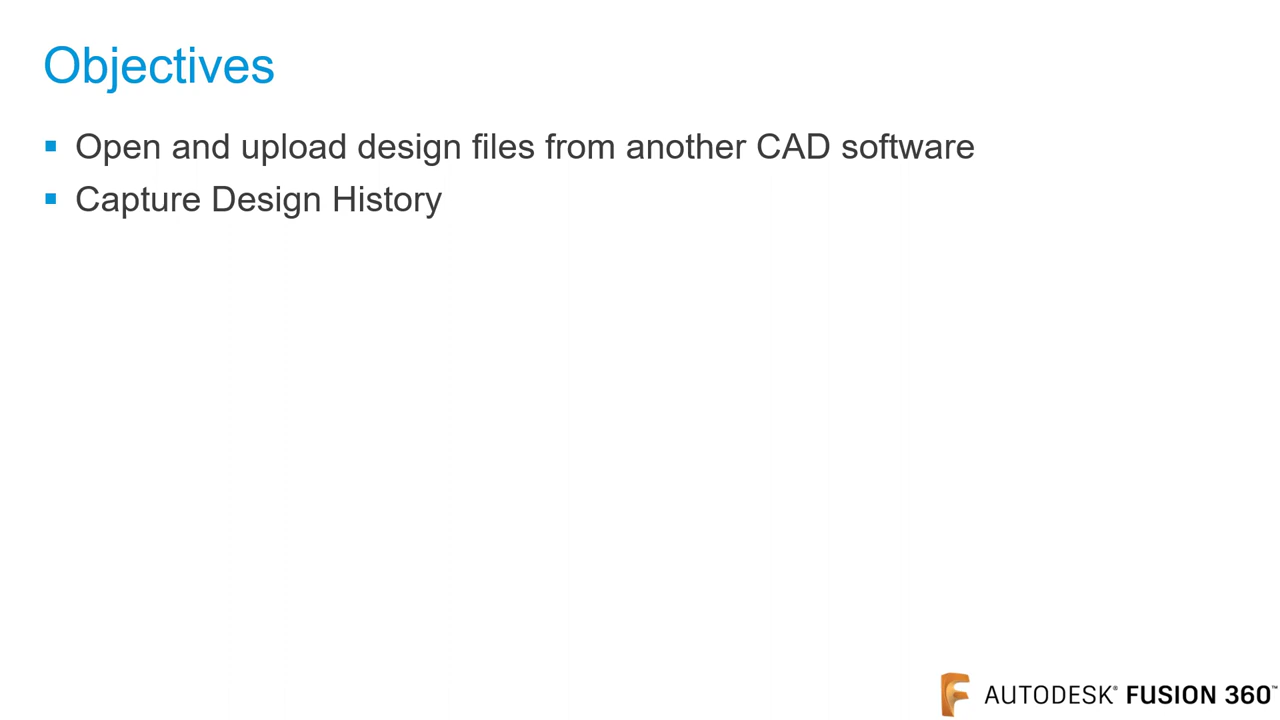 Objectives
▪ Open and upload design files from another CAD software
▪ Capture Design History
AUTODESK® FUSION 360™